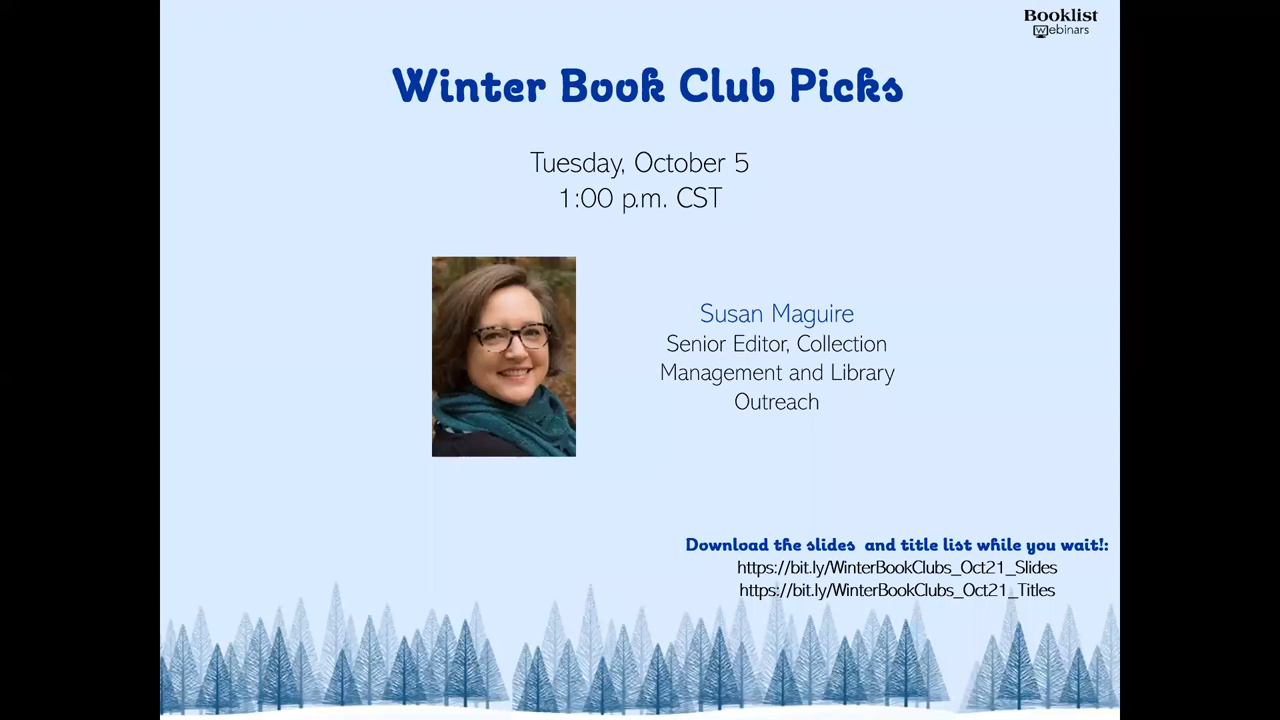 Booklist
Webinars
Winter Book Club Picks
Tuesday, October 5
1:00 p.m. CST
Susan Maguire
Senior Editor, Collection
Management and Library
Outreach
Download the slides and title list while you wait!:
https://bit.ly/WinterBookClubs_Oct21_Slides
https://bit.ly/WinterBookClubs_Oct21_Titles